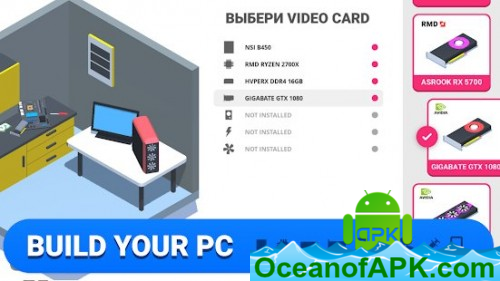 ВЫБЕРИ VIDEO CARD
NSI B450
RMD RYZEN 2700X
HVPERX DDR4 16GB
GIGABATE GTX 1080
NOT INSTALLED
NOT INSTALLED
NOT INSTALLED
RMD
ASROOK RX 5700
GIGABATE GTX 1080
BUILD YOUR PC
apk
OceanofAPK.com